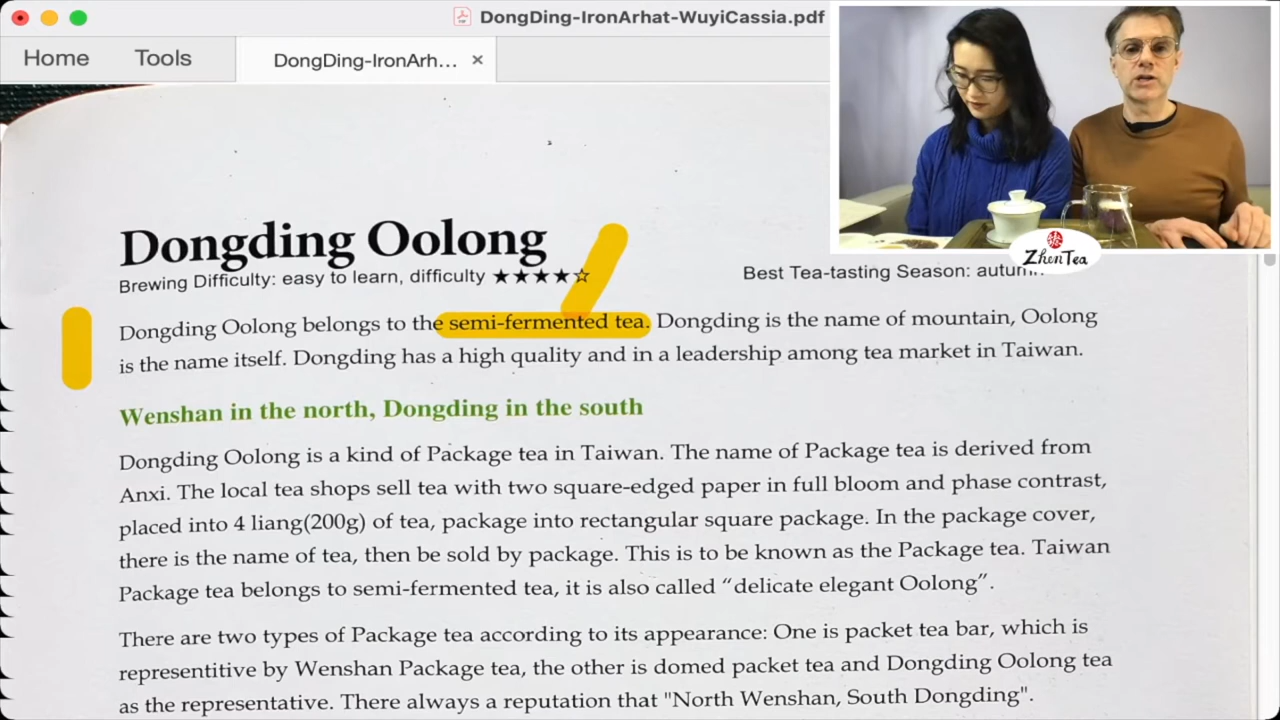 DongDing-IronArhat-WuyiCassia.pdf
Home Tools DongDing-IronArh... ×
ZhenTea
Dongding Oolong
Brewing Difficulty: easy to learn, difficulty ★★★★☆ Best Tea-tasting Season: autumn.
Dongding Oolong belongs to the semi-fermented tea. Dongding is the name of mountain, Oolong
is the name itself. Dongding has a high quality and in a leadership among tea market in Taiwan.
Wenshan in the north, Dongding in the south
Dongding Oolong is a kind of Package tea in Taiwan. The name of Package tea is derived from
Anxi. The local tea shops sell tea with two square-edged paper in full bloom and phase contrast,
placed into 4 liang(200g) of tea, package into rectangular square package. In the package cover,
there is the name of tea, then be sold by package. This is to be known as the Package tea. Taiwan
Package tea belongs to semi-fermented tea, it is also called “delicate elegant Oolong”.
There are two types of Package tea according to its appearance: One is packet tea bar, which is
representitive by Wenshan Package tea, the other is domed packet tea and Dongding Oolong tea
as the representative. There always a reputation that "North Wenshan, South Dongding".